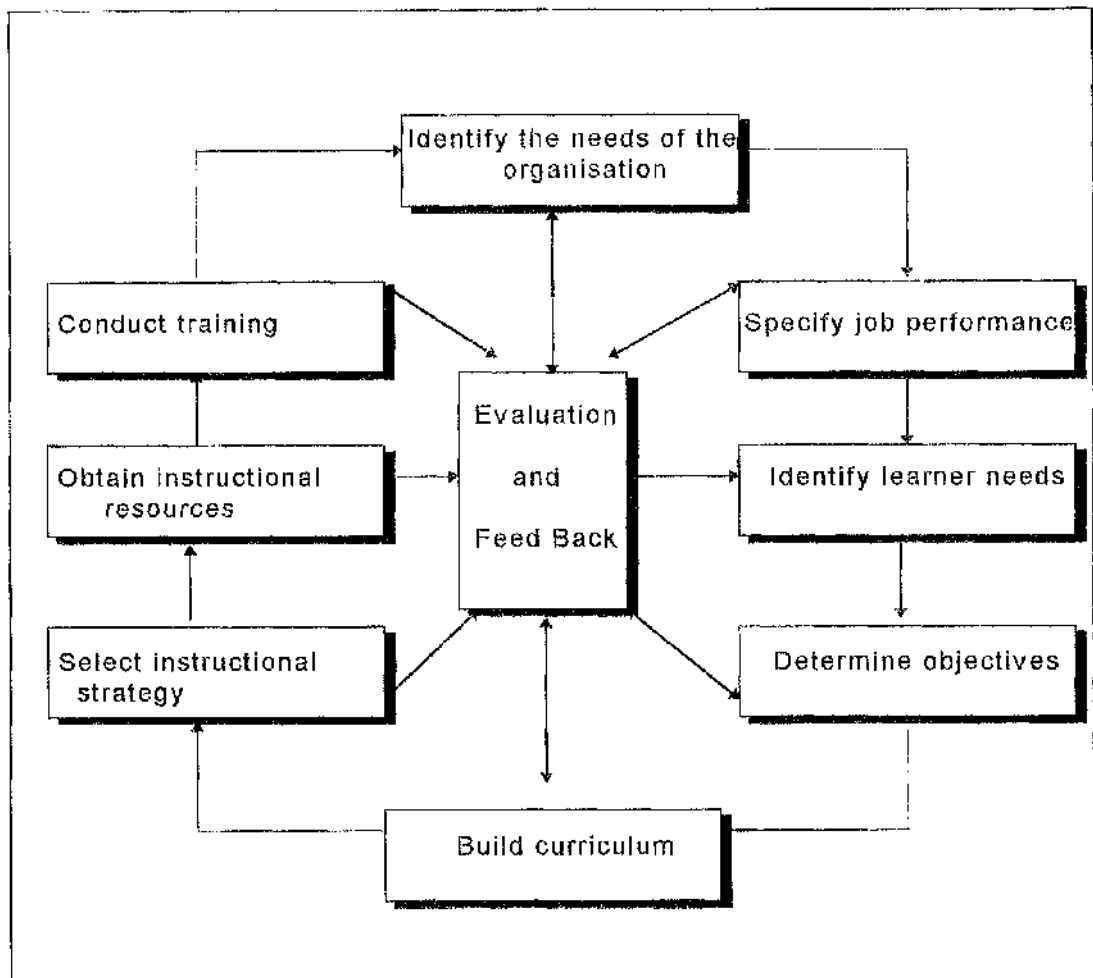 Identify the needs of the
organisation
Conduct training
Specify job performance
Evaluation
and
Feed Back
Obtain instructional
resources
Identify learner needs
Select instructional
strategy
Determine objectives
Build curriculum